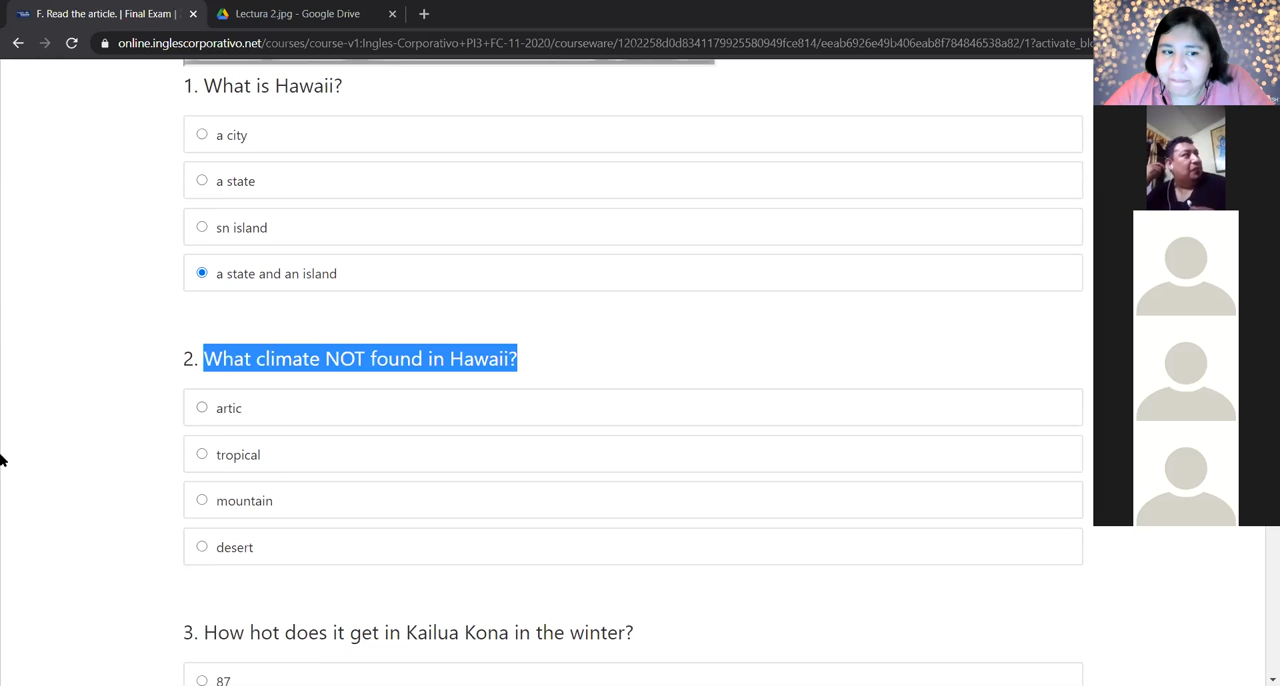 F. Read the article. | Final Exam |
Lectura 2.jpg - Google Drive
online.inglescorporativo.net/courses/course-v1:Ingles-Corporativo+PI3+FC-11-2020/courseware/1202258d0d8341179925580949fce814/eeab6926e49b406eab8f784846538a82/1?activate_blo
1. What is Hawaii?
a city
a state
sn island
a state and an island
2. What climate NOT found in Hawaii?
artic
tropical
mountain
desert
3. How hot does it get in Kailua Kona in the winter?
87